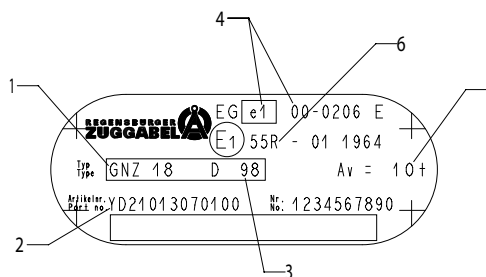 4
6
1
EG e1 00-0206 E
REGENSBURGER
ZUGGABEL
E1 55R - 01 1964
Typ
Type
GNZ 18 D 98
Av = 10t
Artikelnr.
Part no.
YD21013070100
Nr.
No:
1234567890
2
3